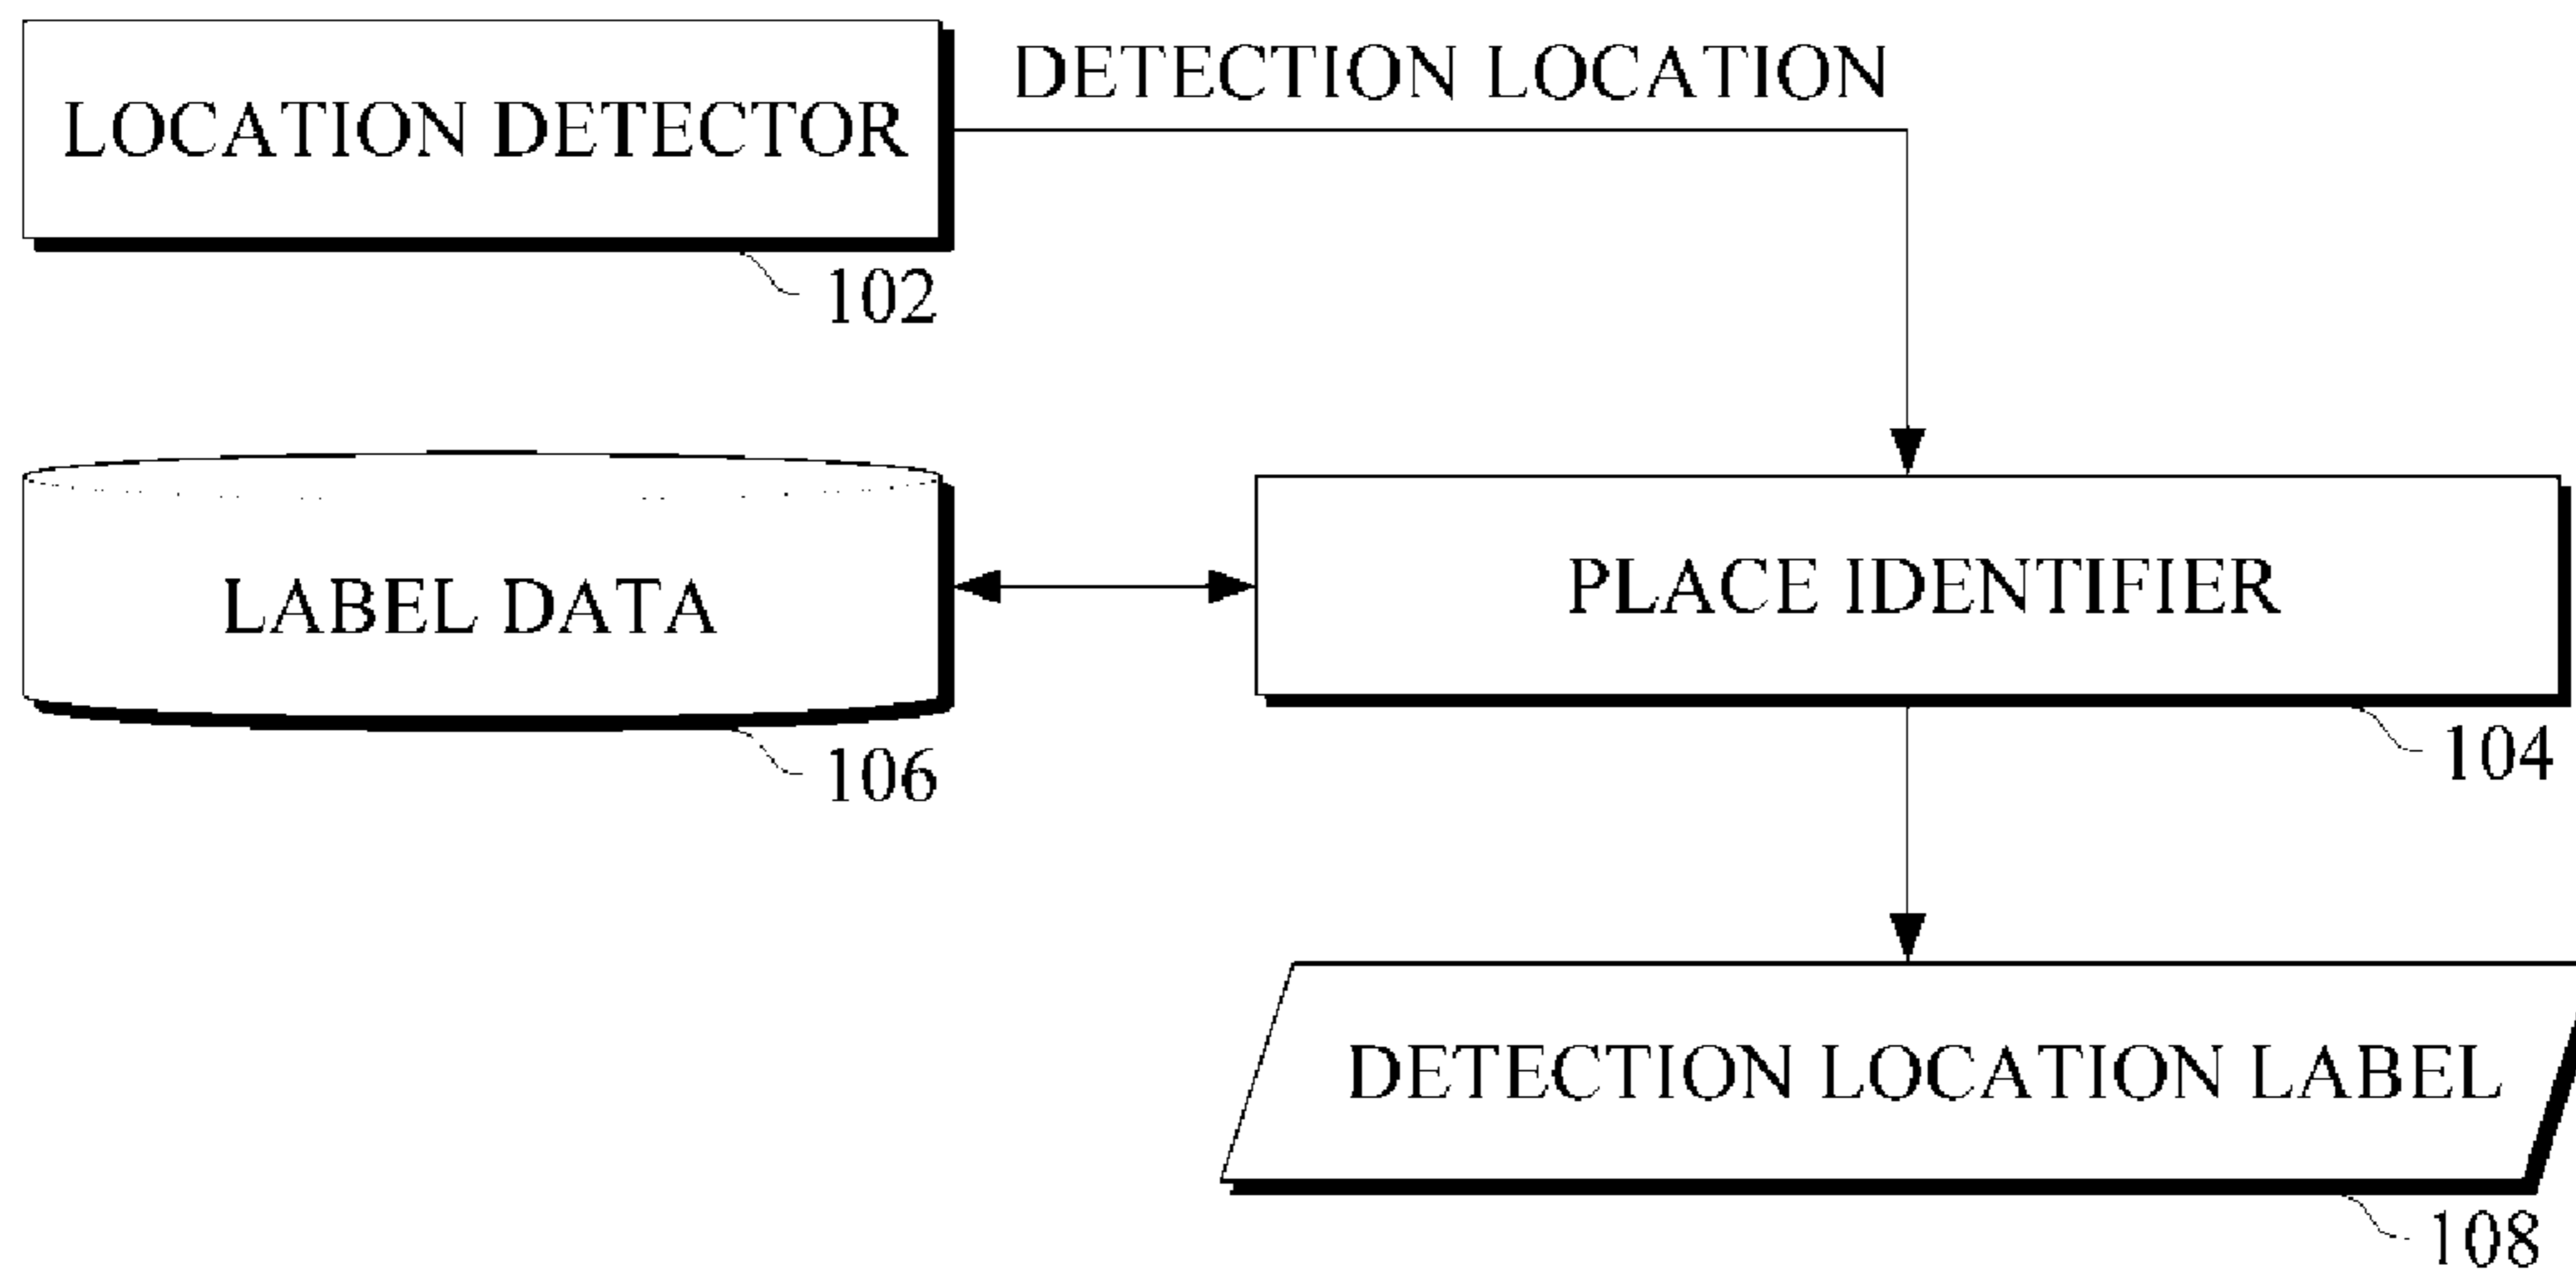 LOCATION DETECTOR
DETECTION LOCATION
102
LABEL DATA
PLACE IDENTIFIER
106
104
DETECTION LOCATION LABEL
108